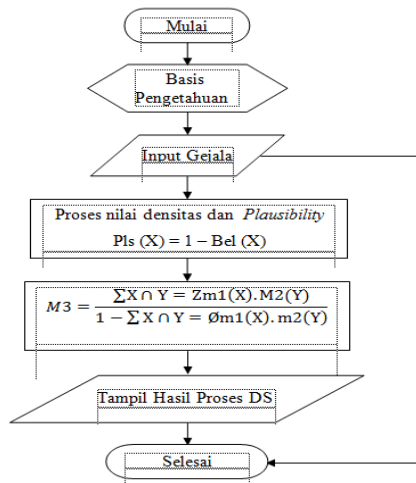 Mulai
Basis
Pengetahuan
Input Gejala
Proses nilai densitas dan Plausibility
Pls (X) = 1 – Bel (X)
M3 = ∑X ∩ Y = Zm1(X).M2(Y) / 1 − ∑X ∩ Y = Øm1(X).m2(Y)
Tampil Hasil Proses DS
Selesai